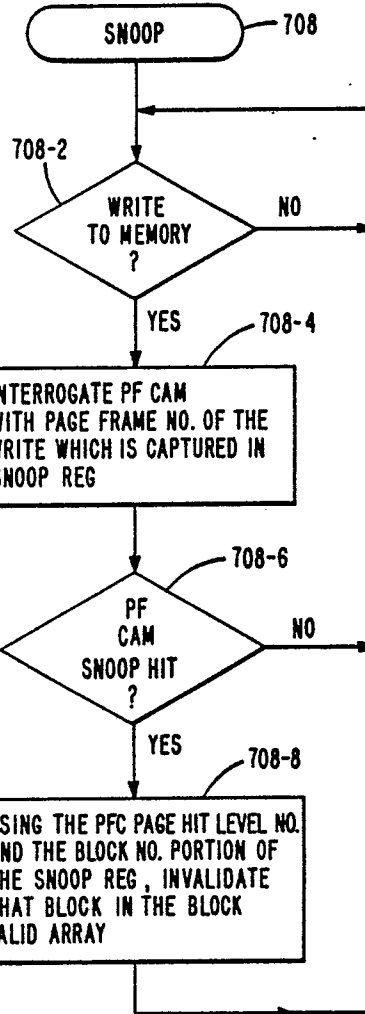 SNOOP
708
708-2
WRITE
TO MEMORY
?
NO
YES
708-4
NTERROGATE PF CAM
WITH PAGE FRAME NO. OF THE
WRITE WHICH IS CAPTURED IN
SNOOP REG
708-6
PF
CAM
SNOOP HIT
?
NO
YES
708-8
SING THE PFC PAGE HIT LEVEL NO.
ND THE BLOCK NO. PORTION OF
HE SNOOP REG, INVALIDATE
HAT BLOCK IN THE BLOCK
ALID ARRAY